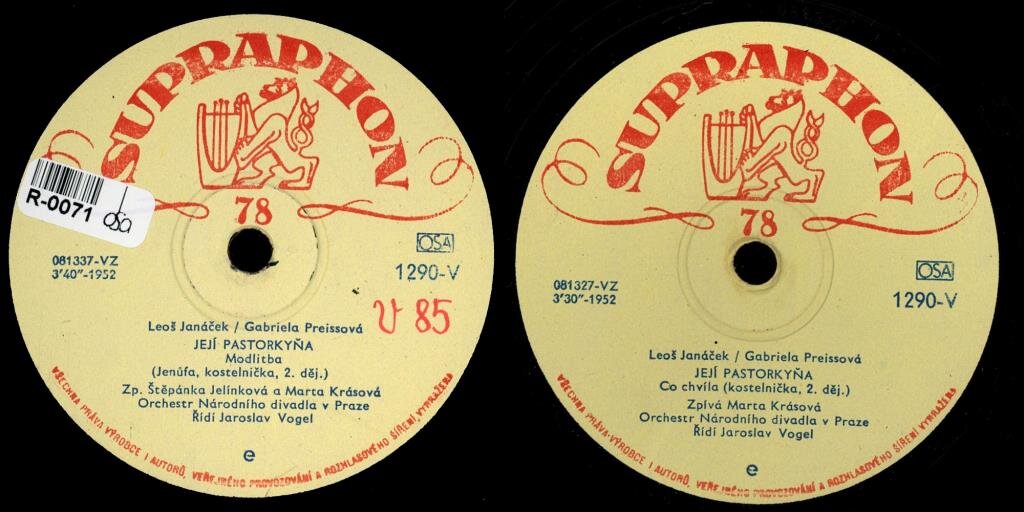 SUPRAPHON
R-0071
osa
78
OSA
081337-VZ
3'40"-1952
1290-V
V 85
Leoš Janáček / Gabriela Preissová
JEJÍ PASTORKYŇA
Modlitba
(Jenůfa, kostelnička, 2. děj.)
Zp. Štěpánka Jelínková a Marta Krásová
Orchestr Národního divadla v Praze
Řídí Jaroslav Vogel
e
VŠECHNA PRÁVA VÝROBCE I AUTORŮ, VEŘEJNÉHO PROVOZOVÁNÍ A ROZHLASOVÉHO ŠÍŘENÍ, VYHRAŽENA
SUPRAPHON
78
OSA
081327-VZ
3'30"-1952
1290-V
Leoš Janáček / Gabriela Preissová
JEJÍ PASTORKYŇA
Co chvíla (kostelnička, 2. děj.)
Zpívá Marta Krásová
Orchestr Národního divadla v Praze
Řídí Jaroslav Vogel
e
VŠECHNA PRÁVA VÝROBCE I AUTORŮ, VEŘEJNÉHO PROVOZOVÁNÍ A ROZHLASOVÉHO ŠÍŘENÍ, VYHRAŽENA